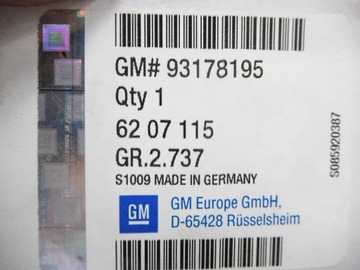 GM# 93178195
Qty 1
62 07 115
GR.2.737
S1009 MADE IN GERMANY
GM
GM Europe GmbH,
D-65428 Rüsselsheim
S085920387